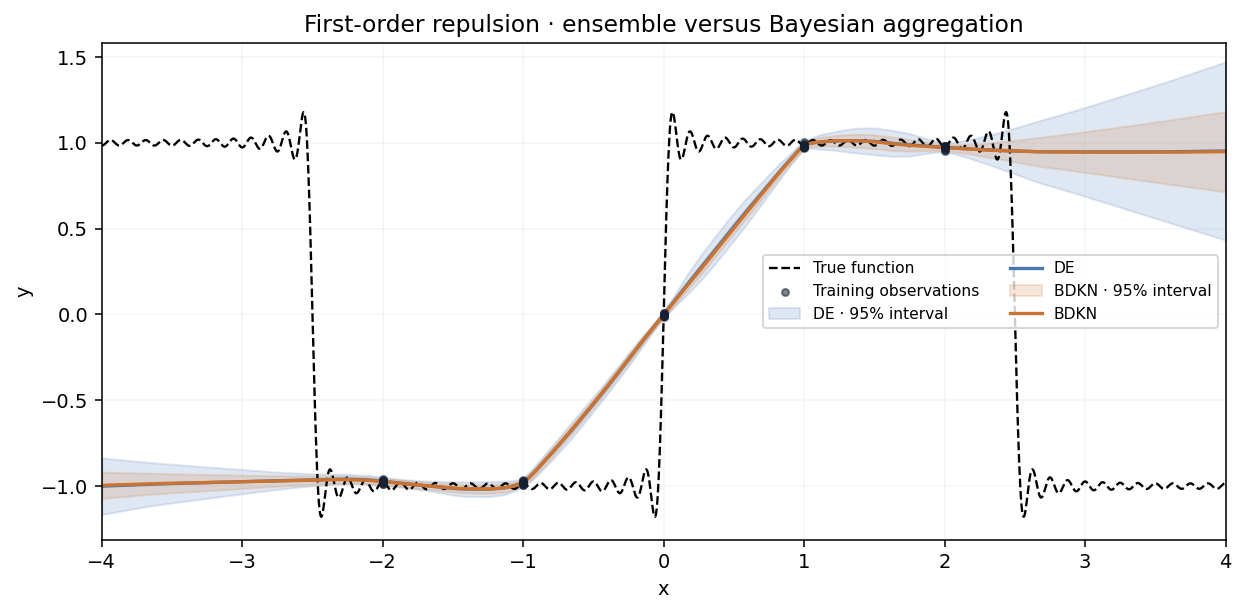 First-order repulsion · ensemble versus Bayesian aggregation
y
1.5
1.0
0.5
0.0
−0.5
−1.0
True function
Training observations
DE · 95% interval
DE
BDKN · 95% interval
BDKN
−4 −3 −2 −1 0 1 2 3 4
x